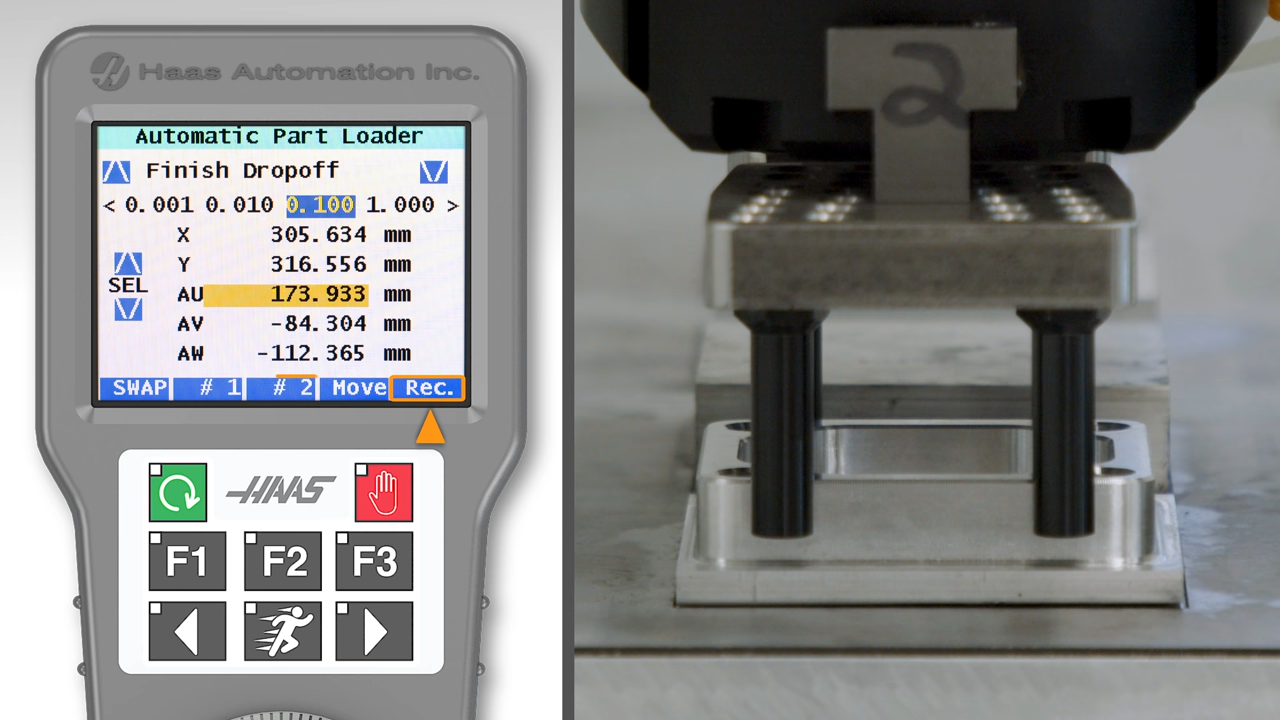 Haas Automation Inc.
Automatic Part Loader
Finish Dropoff
< 0.001 0.010 0.100 1.000 >
X 305.634 mm
Y 316.556 mm
SEL
AU 173.933 mm
AV -84.304 mm
AW -112.365 mm
SWAP # 1 # 2 Move Rec.
HAAS
F1 F2 F3
2